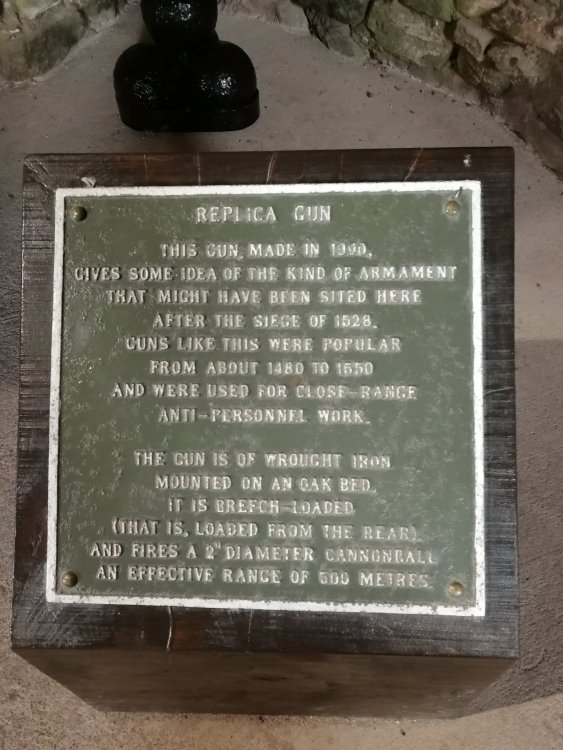 REPLICA GUN
THIS GUN, MADE IN 1990,
GIVES SOME IDEA OF THE KIND OF ARMAMENT
THAT MIGHT HAVE BEEN SITED HERE
AFTER THE SIEGE OF 1528.
GUNS LIKE THIS WERE POPULAR
FROM ABOUT 1480 TO 1550
AND WERE USED FOR CLOSE-RANGE
ANTI-PERSONNEL WORK.
THE GUN IS OF WROUGHT IRON
MOUNTED ON AN OAK BED.
IT IS BREECH-LOADED
(THAT IS, LOADED FROM THE REAR)
AND FIRES A 2" DIAMETER CANNONBALL
AN EFFECTIVE RANGE OF 500 METRES.